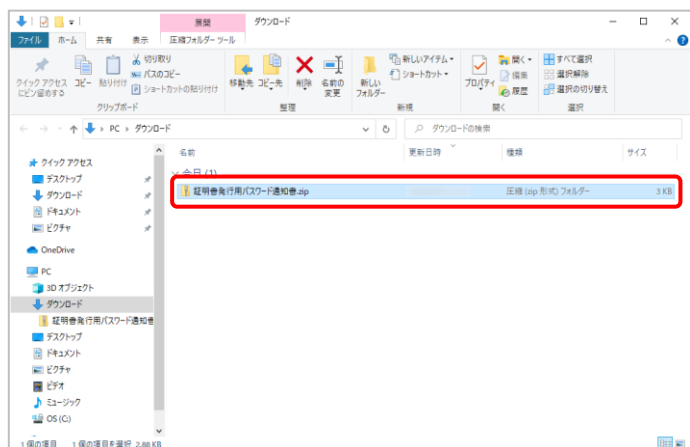 展開 ダウンロード
ファイル ホーム 共有 表示 圧縮フォルダー ツール
クイック アクセスにピン留めする
コピー
貼り付け
切り取り
パスのコピー
ショートカットの貼り付け
クリップボード
移動先 コピー先 削除 名前の変更
整理
新しいフォルダー
新しいアイテム
ショートカット
新規
プロパティ
開く
編集
履歴
開く
すべて選択
選択解除
選択の切り替え
選択
PC › ダウンロード
ダウンロードの検索
名前 更新日時 種類 サイズ
今日 (1)
証明書発行用パスワード通知書.zip 圧縮 (zip 形式) フォルダー 3 KB
クイック アクセス
デスクトップ
ダウンロード
ドキュメント
ピクチャ
OneDrive
PC
3D オブジェクト
ダウンロード
証明書発行用パスワード通知書
デスクトップ
ドキュメント
ピクチャ
ビデオ
ミュージック
OS (C:)
1 個の項目 1 個の項目を選択 2.88 KB